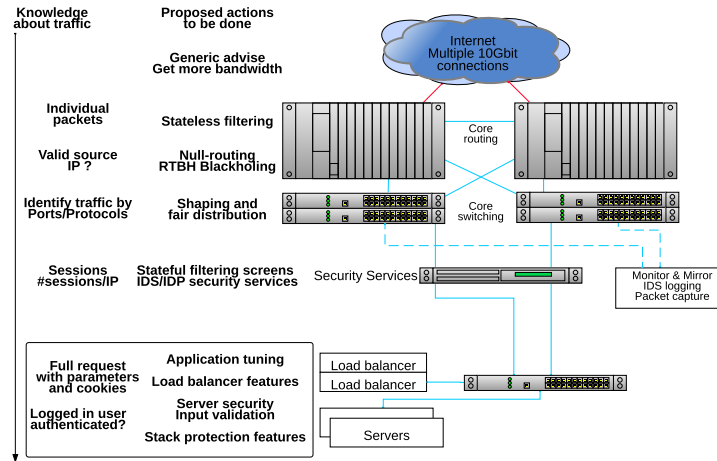 Knowledge
about traffic
Proposed actions
to be done
Internet
Multiple 10Gbit
connections
Generic advise
Get more bandwidth
Individual
packets
Stateless filtering
Core
routing
Valid source
IP ?
Null-routing
RTBH Blackholing
Identify traffic by
Ports/Protocols
Shaping and
fair distribution
Core
switching
Sessions
#sessions/IP
Stateful filtering screens
IDS/IDP security services
Security Services
Monitor & Mirror
IDS logging
Packet capture
Full request
with parameters
and cookies
Application tuning
Load balancer features
Load balancer
Load balancer
Logged in user
authenticated?
Server security
Input validation
Stack protection features
Servers